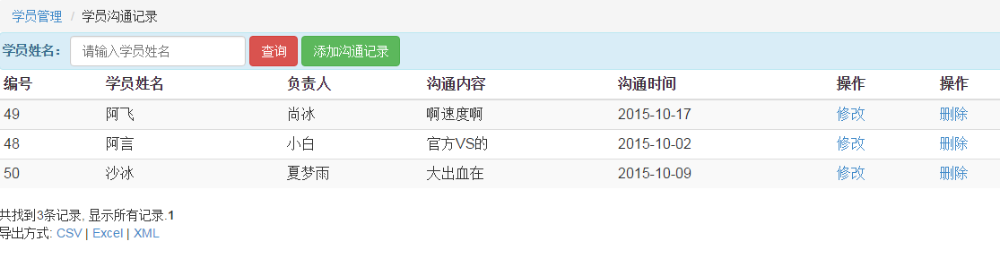 学员管理 / 学员沟通记录
学员姓名： 请输入学员姓名 查询 添加沟通记录
编号 学员姓名 负责人 沟通内容 沟通时间 操作 操作
49 阿飞 尚冰 啊速度啊 2015-10-17 修改 删除
48 阿言 小白 官方VS的 2015-10-02 修改 删除
50 沙冰 夏梦雨 大出血在 2015-10-09 修改 删除
共找到3条记录, 显示所有记录.1
导出方式: CSV | Excel | XML